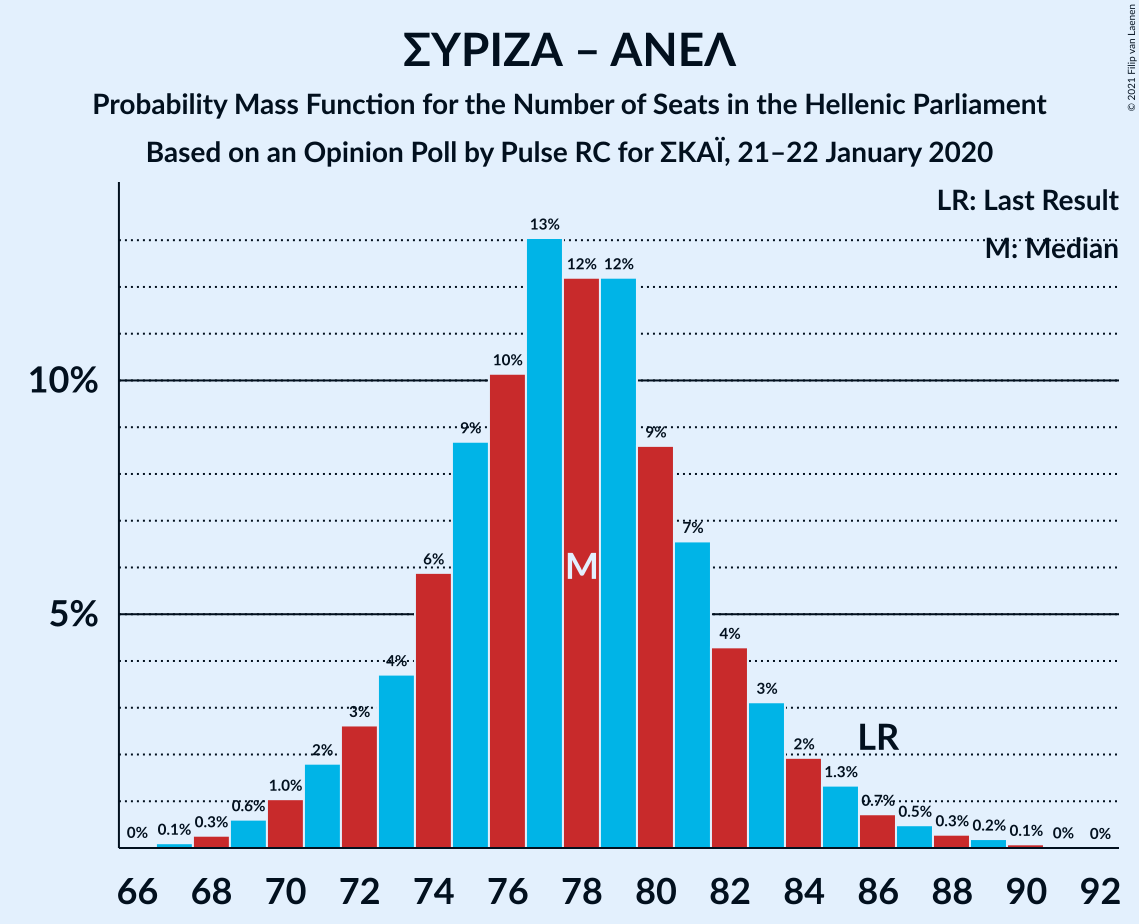 ΣΥΡΙΖΑ – ΑΝΕΛ
Probability Mass Function for the Number of Seats in the Hellenic Parliament
Based on an Opinion Poll by Pulse RC for ΣΚΑΪ, 21–22 January 2020
© 2021 Filip van Laenen
LR: Last Result
M: Median
13%
12% 12%
10%
10%
9%
9%
7%
6%
M
5%
4%
4%
3%
3%
LR
2%
2%
1.3%
1.0%
0.7%
0.6%
0.5%
0% 0.1% 0.3%
0.3% 0.2% 0.1% 0% 0%
66 68 70 72 74 76 78 80 82 84 86 88 90 92